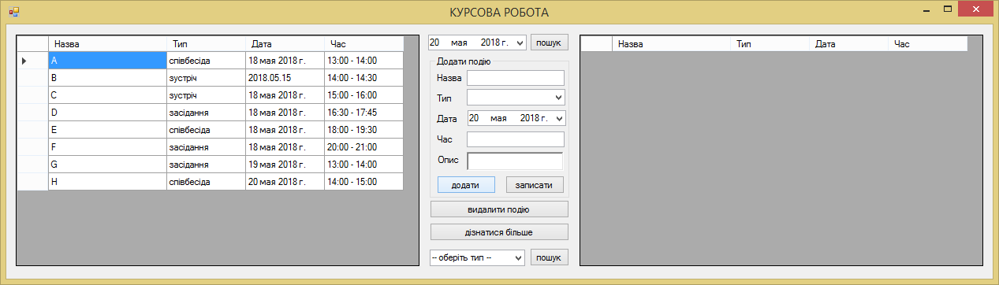 КУРСОВА РОБОТА
Назва Тип Дата Час
A співбесіда 18 мая 2018 г. 13:00 - 14:00
B зустріч 2018.05.15 14:00 - 14:30
C зустріч 18 мая 2018 г. 15:00 - 16:00
D засідання 18 мая 2018 г. 16:30 - 17:45
E співбесіда 18 мая 2018 г. 18:00 - 19:30
F засідання 18 мая 2018 г. 20:00 - 21:00
G засідання 19 мая 2018 г. 13:00 - 14:00
H співбесіда 20 мая 2018 г. 14:00 - 15:00
20 мая 2018 г. пошук
Додати подію
Назва
Тип
Дата 20 мая 2018 г.
Час
Опис
додати записати
видалити подію
дізнатися більше
-- оберіть тип -- пошук
Назва Тип Дата Час